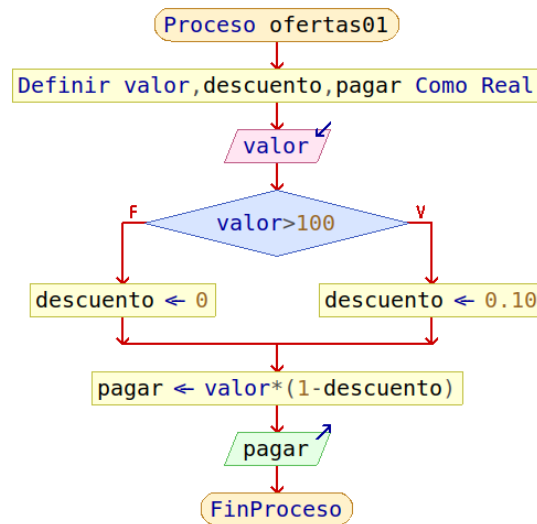 Proceso ofertas01
Definir valor,descuento,pagar Como Real
valor
F
V
valor>100
descuento ← 0
descuento ← 0.10
pagar ← valor*(1-descuento)
pagar
FinProceso